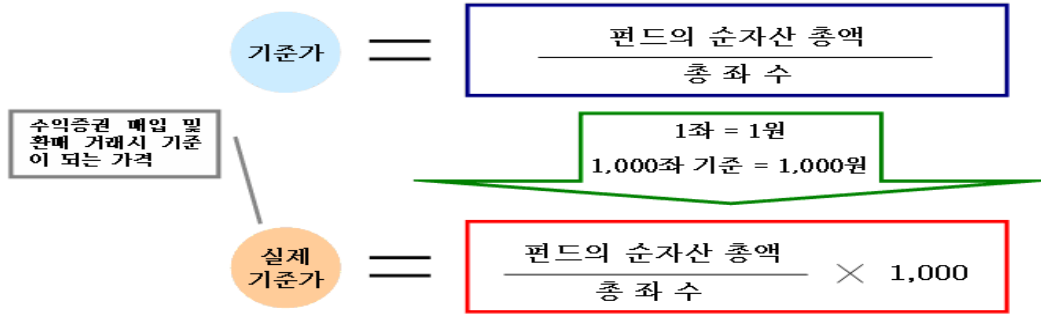 기준가
=
펀드의 순자산 총액
총 좌 수
수익증권 매입 및
환매 거래시 기준
이 되는 가격
1좌 = 1원
1,000좌 기준 = 1,000원
실제
기준가
=
펀드의 순자산 총액
총 좌 수
× 1,000